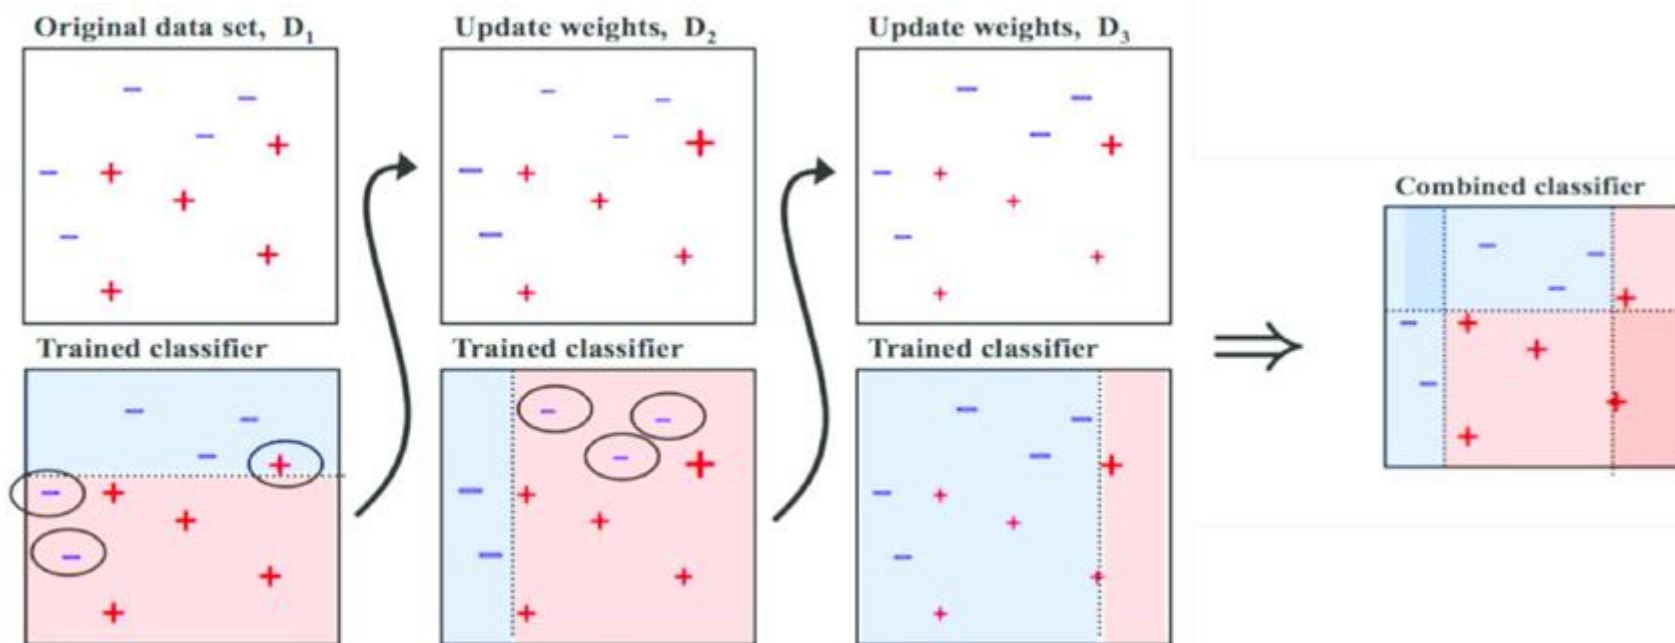 Original data set, D₁
Update weights, D₂
Update weights, D₃
Combined classifier
Trained classifier
Trained classifier
Trained classifier